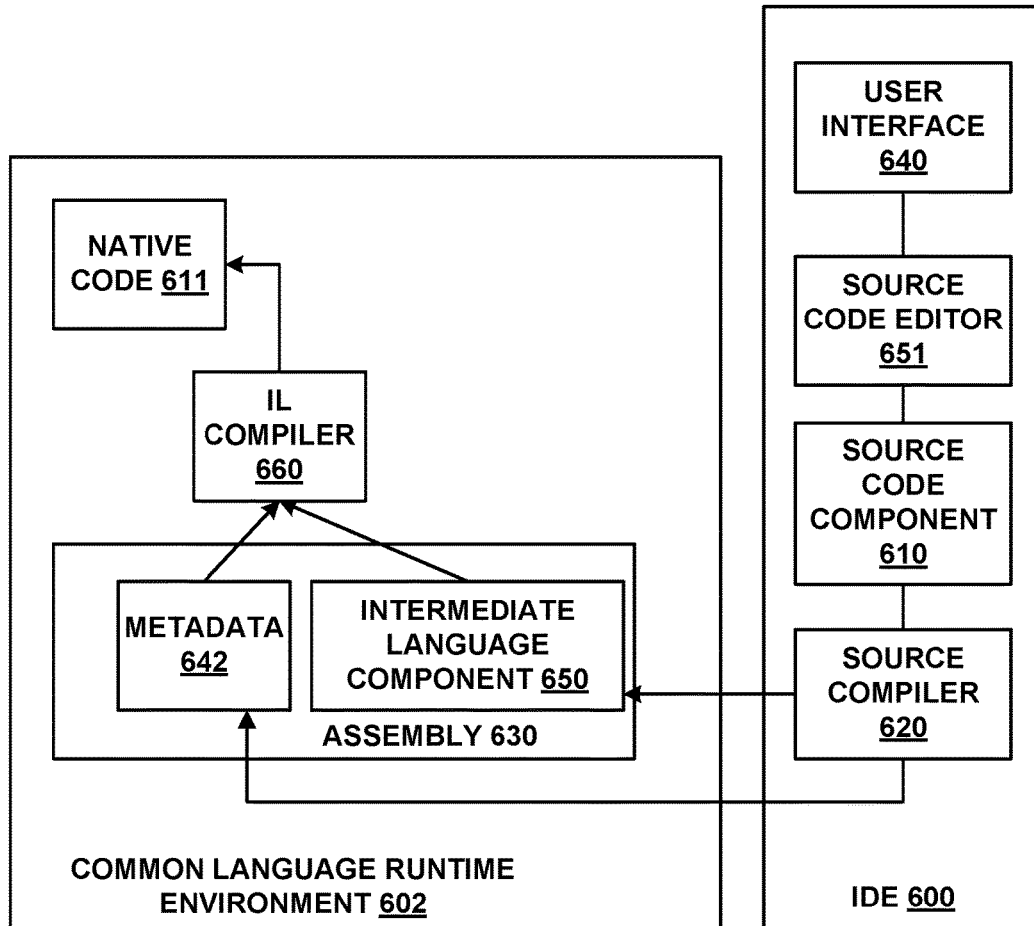 USER
INTERFACE
640
NATIVE
CODE 611
SOURCE
CODE EDITOR
651
IL
COMPILER
660
SOURCE
CODE
COMPONENT
610
METADATA
642
INTERMEDIATE
LANGUAGE
COMPONENT 650
ASSEMBLY 630
SOURCE
COMPILER
620
COMMON LANGUAGE RUNTIME
ENVIRONMENT 602
IDE 600